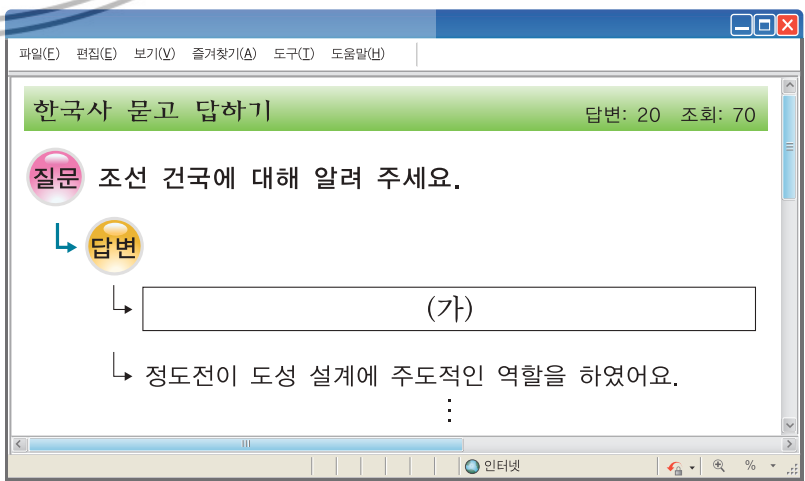 파일(F) 편집(E) 보기(V) 즐겨찾기(A) 도구(T) 도움말(H)
한국사 묻고 답하기 답변: 20 조회: 70
질문 조선 건국에 대해 알려 주세요.
답변
(가)
정도전이 도성 설계에 주도적인 역할을 하였어요.
⋮
인터넷 %